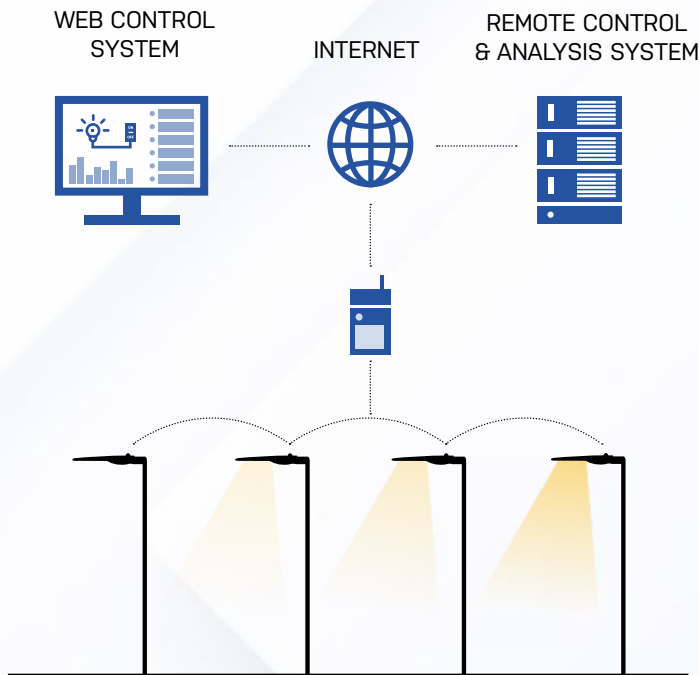 WEB CONTROL
SYSTEM
INTERNET
REMOTE CONTROL
& ANALYSIS SYSTEM